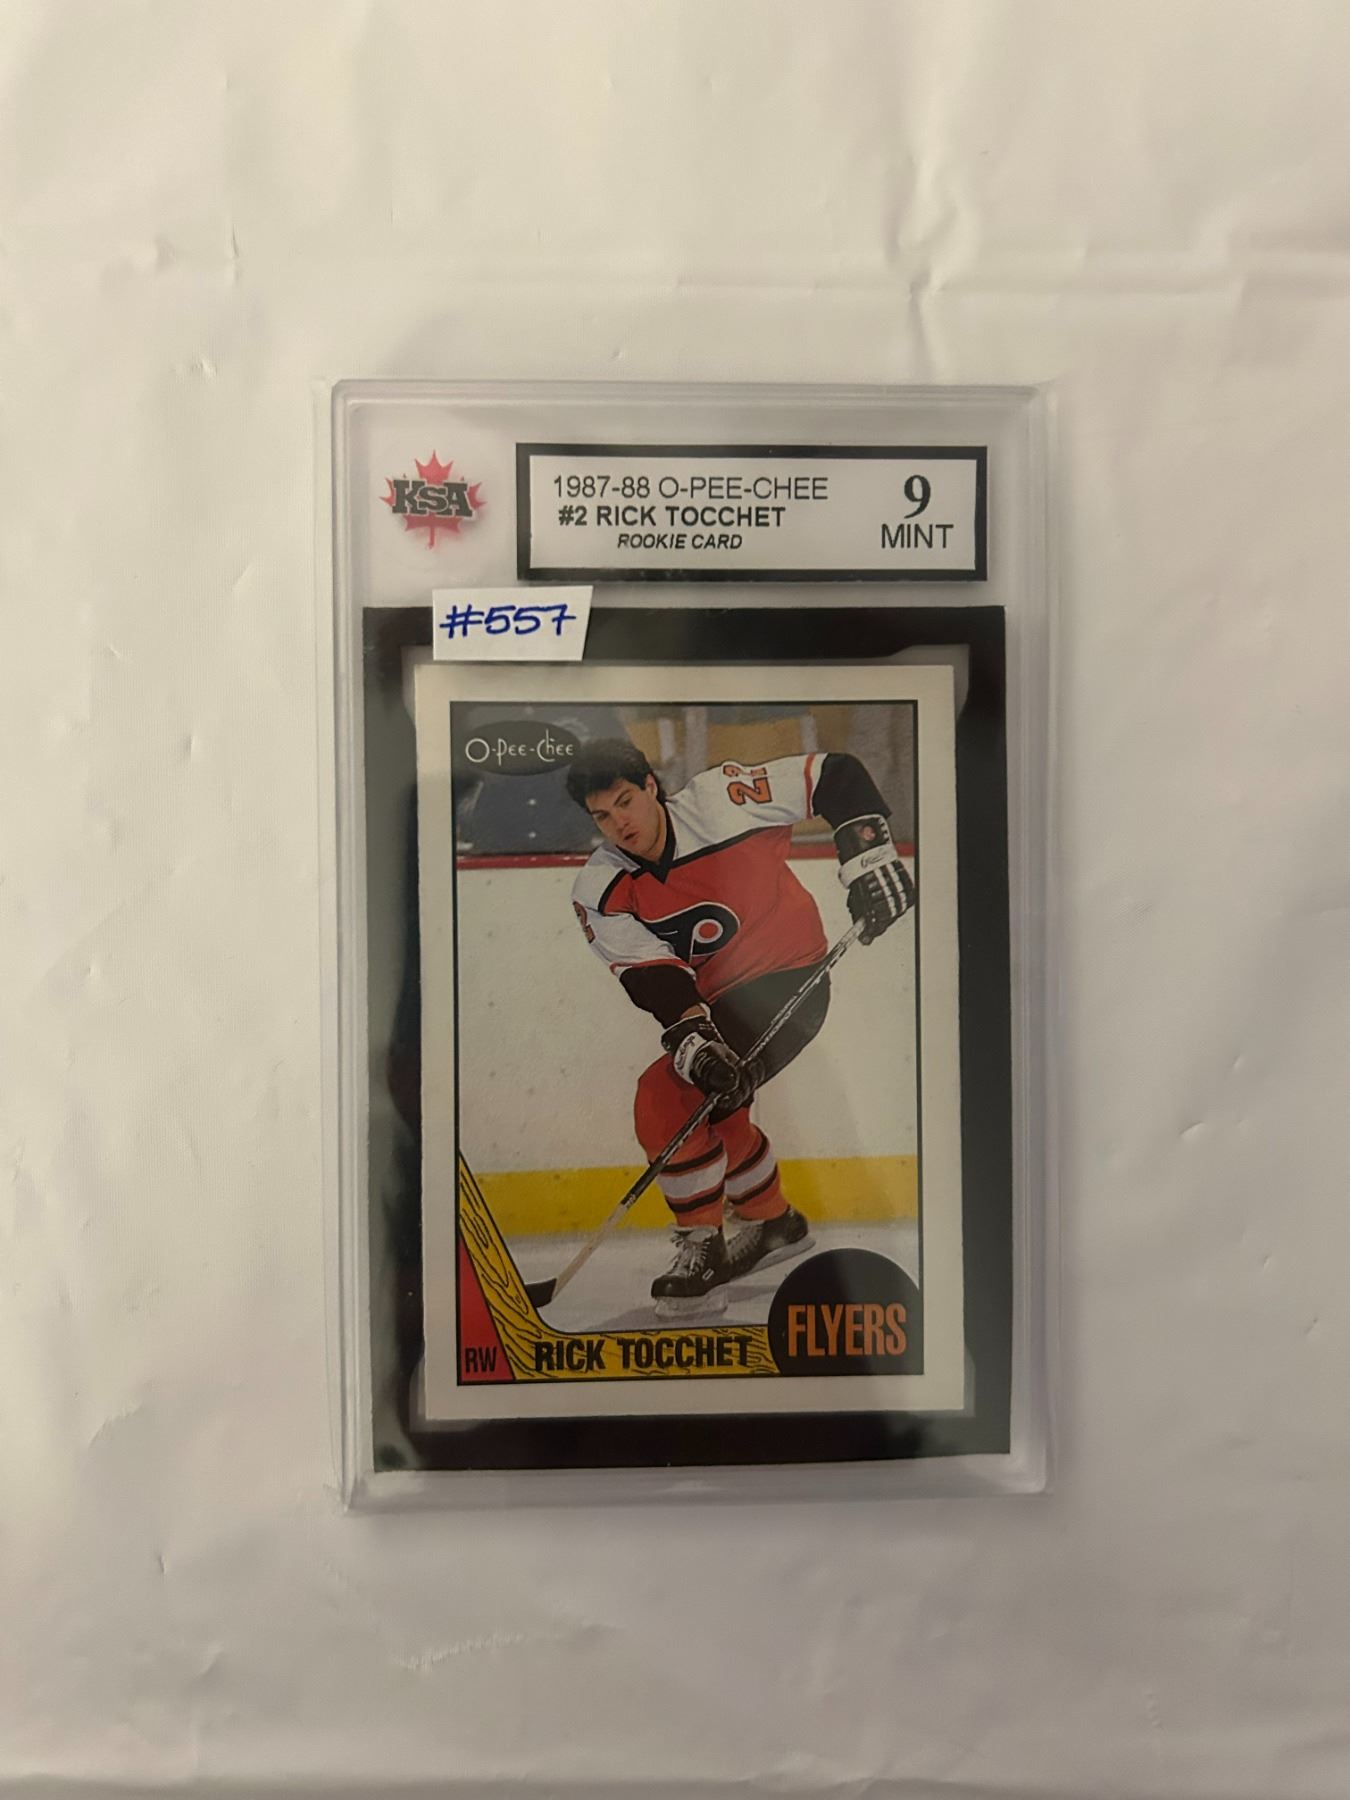 KSA
1987-88 O-PEE-CHEE
#2 RICK TOCCHET
ROOKIE CARD
9
MINT
#557
O-PEE-CHEE
22
2
RW
RICK TOCCHET
FLYERS